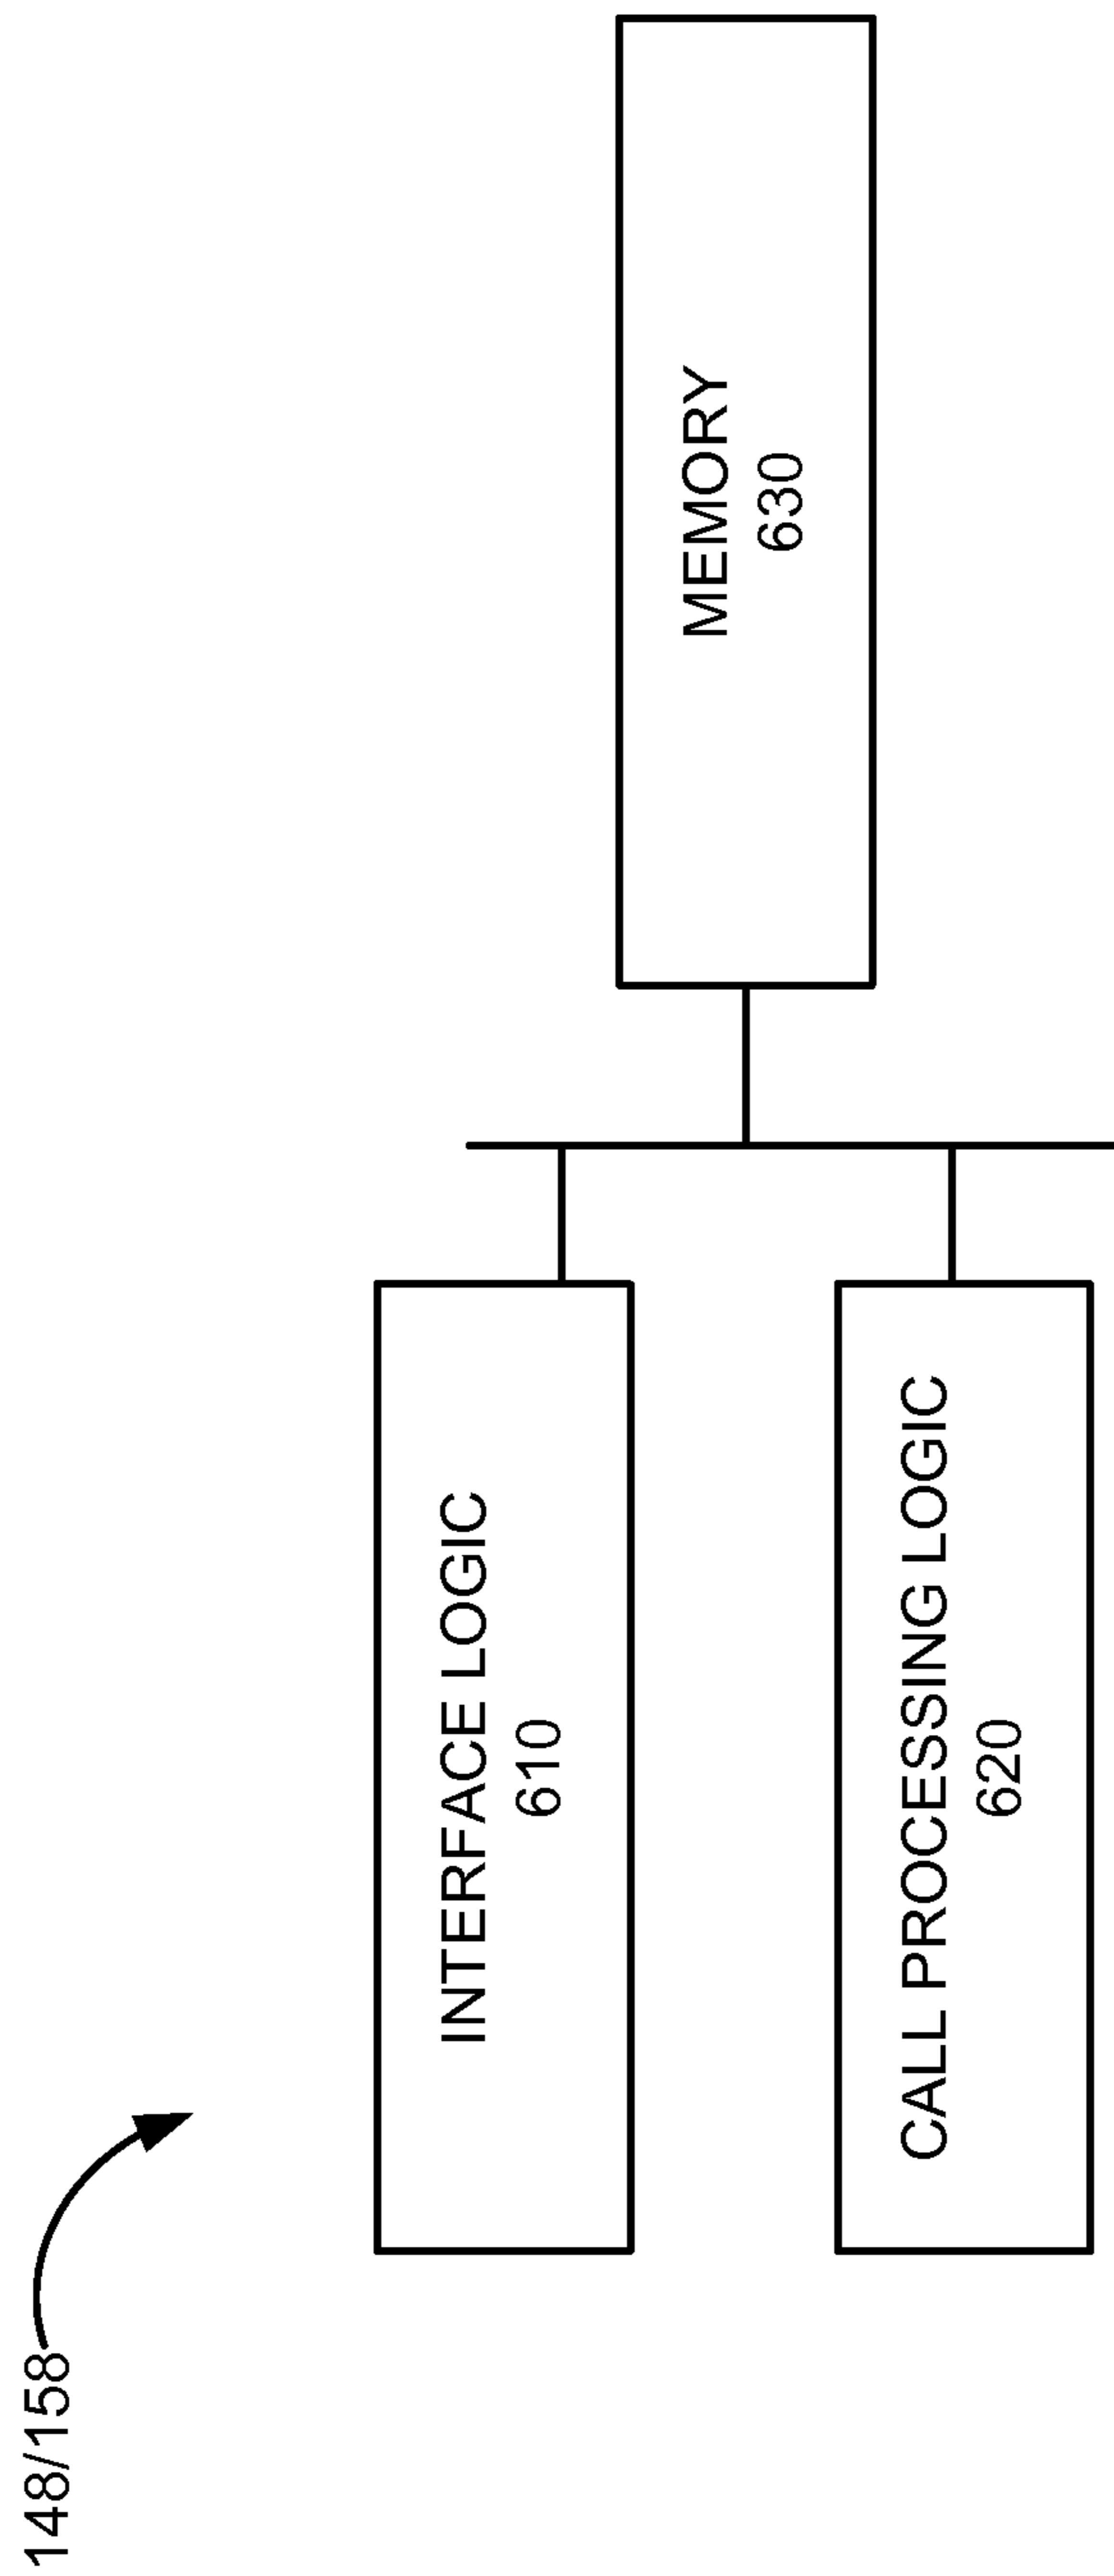 148/158
INTERFACE LOGIC
610
MEMORY
630
CALL PROCESSING LOGIC
620